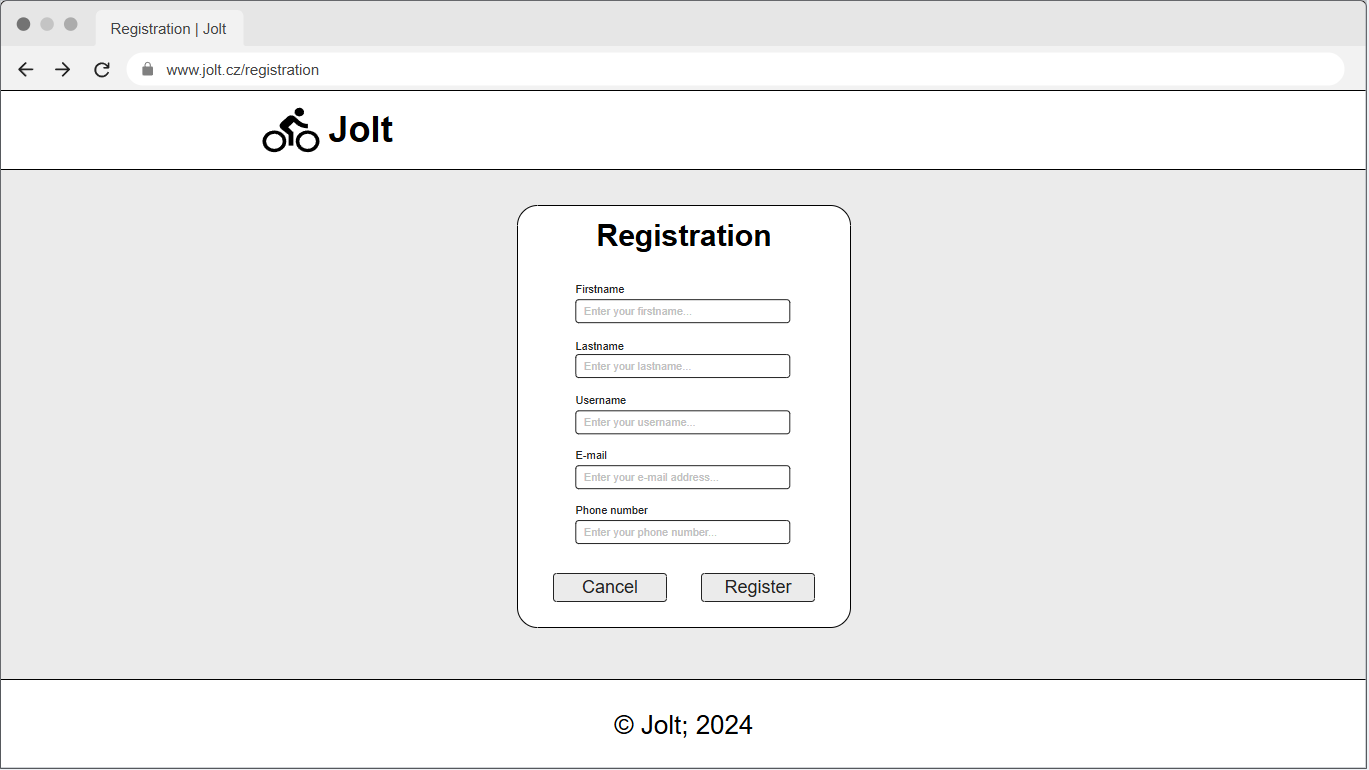 Registration | Jolt
www.jolt.cz/registration
Jolt
Registration
Firstname
Enter your firstname...
Lastname
Enter your lastname...
Username
Enter your username...
E-mail
Enter your e-mail address...
Phone number
Enter your phone number...
Cancel Register
© Jolt; 2024